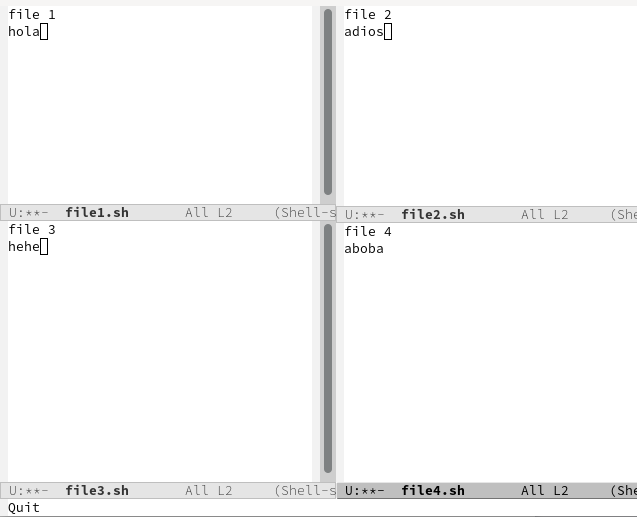 file 1
hola
U:**-  file1.sh       All L2     (Shell-s
file 2
adios
U:**-  file2.sh       All L2     (She
file 3
hehe
U:**-  file3.sh       All L2     (Shell-s
file 4
aboba
U:**-  file4.sh       All L2     (She
Quit